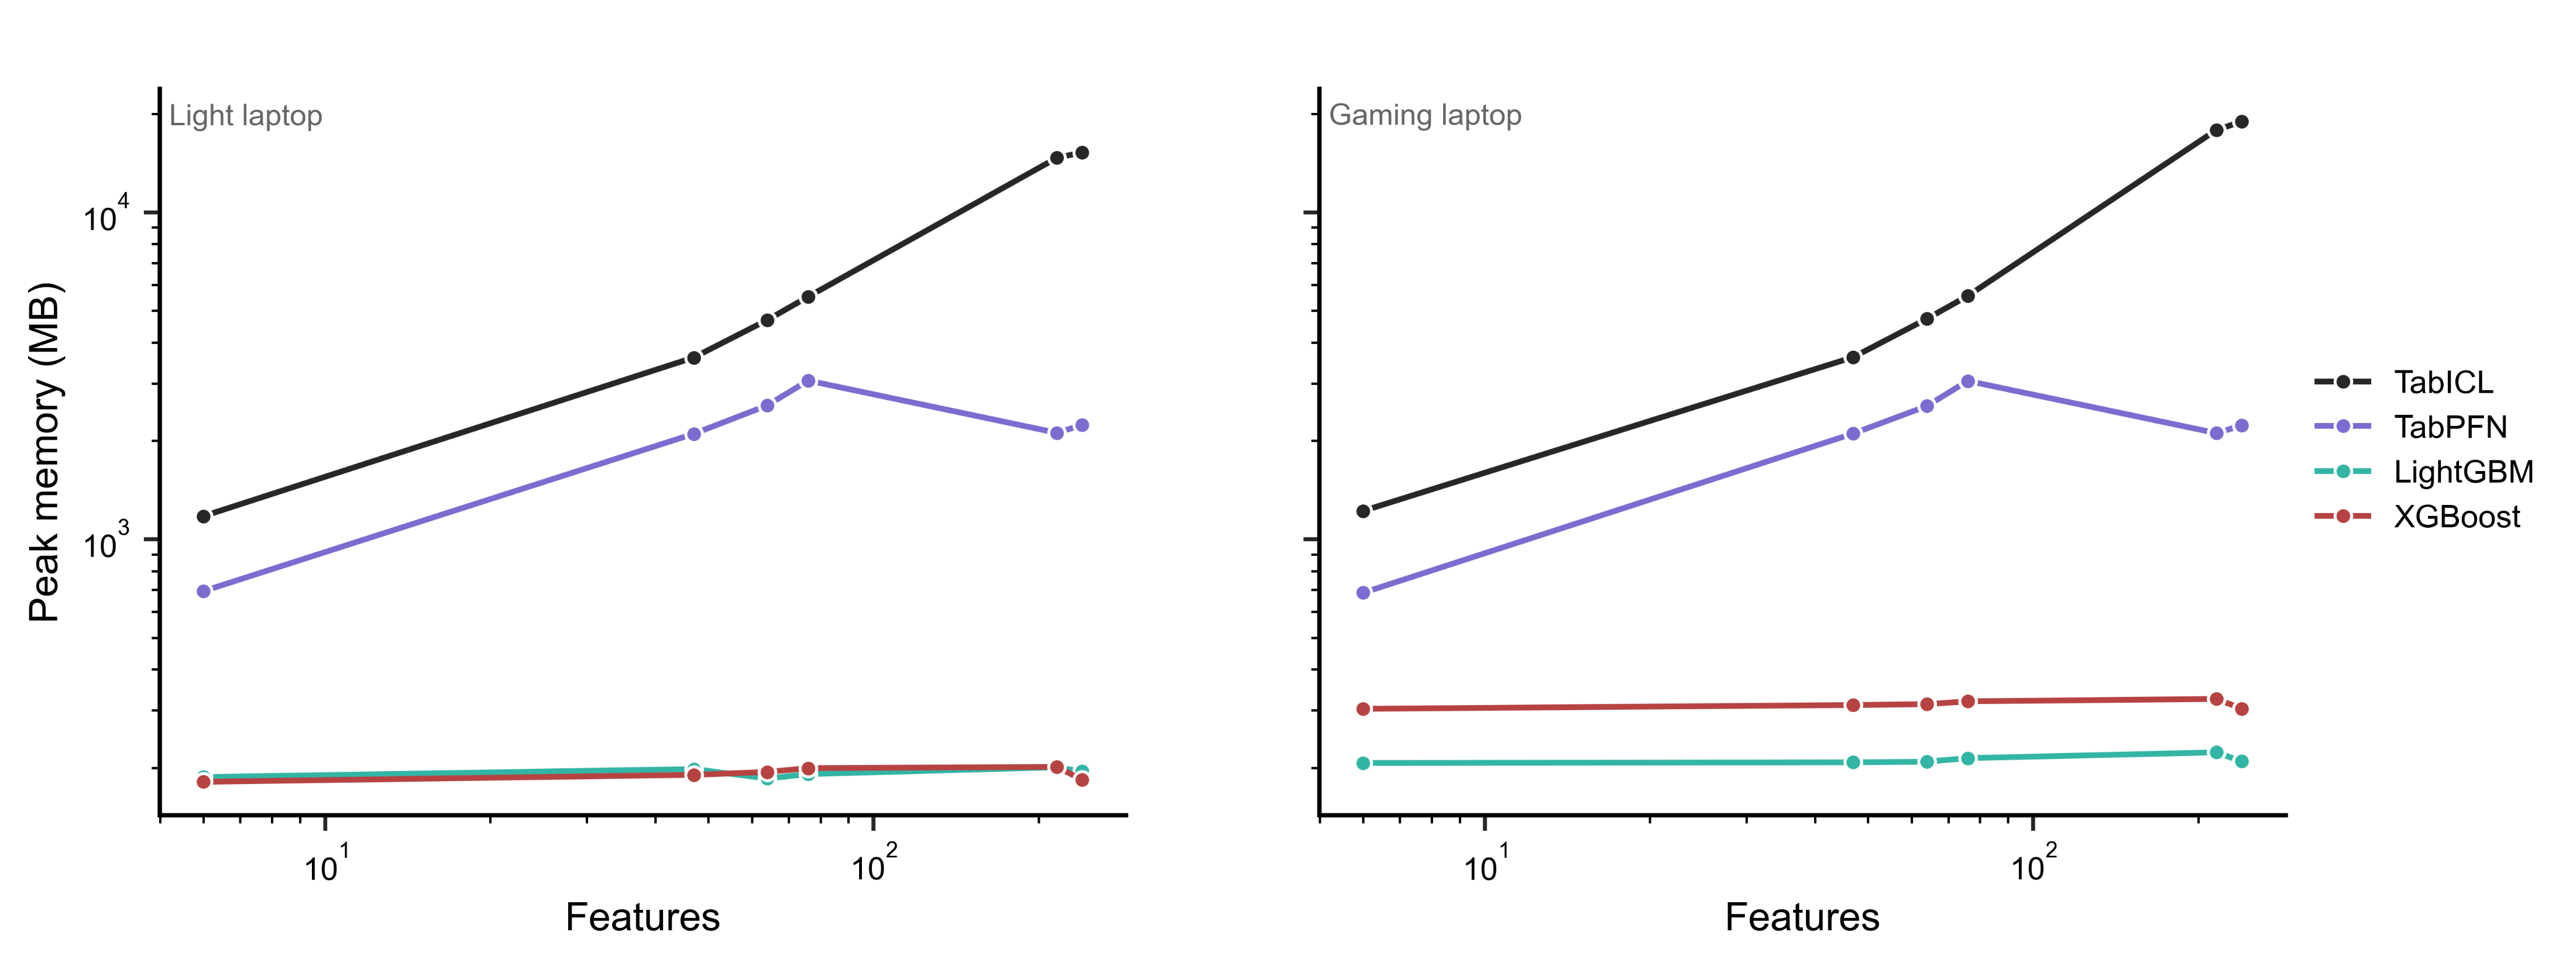 Light laptop
Gaming laptop
Peak memory (MB)
10^4
10^3
10^1
10^2
Features
10^1
10^2
Features
TabICL
TabPFN
LightGBM
XGBoost